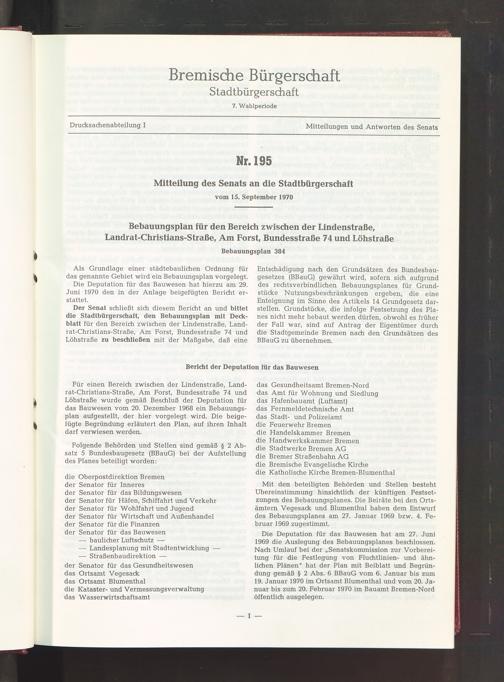 Bremische Bürgerschaft
Stadtbürgerschaft
7. Wahlperiode
Drucksachenabteilung I
Mitteilungen und Antworten des Senats
Nr. 195
Mitteilung des Senats an die Stadtbürgerschaft
vom 15. September 1970
Bebauungsplan für den Bereich zwischen der Lindenstraße,
Landrat-Christians-Straße, Am Forst, Bundesstraße 74 und Löhstraße
Bebauungsplan 384
Als Grundlage einer städtebaulichen Ordnung für
das genannte Gebiet wird ein Bebauungsplan vorgelegt.
Die Deputation für das Bauwesen hat hierzu am 29.
Juni 1970 den in der Anlage beigefügten Bericht er-
stattet.
Der Senat schließt sich diesem Bericht an und bittet
die Stadtbürgerschaft, den Bebauungsplan mit Deck-
blatt für den Bereich zwischen der Lindenstraße, Land-
rat-Christians-Straße, Am Forst, Bundesstraße 74 und
Löhstraße zu beschließen mit der Maßgabe, daß eine
Entschädigung nach den Grundsätzen des Bundesbau-
gesetzes (BBauG) gewährt wird, sofern sich aufgrund
des rechtsverbindlichen Bebauungsplanes für Grund-
stücke Nutzungsbeschränkungen ergeben, die eine
Enteignung im Sinne des Artikels 14 Grundgesetz dar-
stellen. Grundstücke, die infolge Festsetzung des Pla-
nes nicht mehr bebaut werden dürfen, obwohl es früher
der Fall war, sind auf Antrag der Eigentümer durch
die Stadtgemeinde Bremen nach den Grundsätzen des
BBauG zu übernehmen.
Bericht der Deputation für das Bauwesen
Für einen Bereich zwischen der Lindenstraße, Land-
rat-Christians-Straße, Am Forst, Bundesstraße 74 und
Löhstraße wurde gemäß Beschluß der Deputation für
das Bauwesen vom 20. Dezember 1968 ein Bebauungs-
plan aufgestellt, der hier vorgelegt wird. Die beige-
fügte Begründung erläutert den Plan, auf ihren Inhalt
darf verwiesen werden.
Folgende Behörden und Stellen sind gemäß § 2 Ab-
satz 5 Bundesbaugesetz (BBauG) bei der Aufstellung
des Planes beteiligt worden:
die Oberpostdirektion Bremen
der Senator für Inneres
der Senator für das Bildungswesen
der Senator für Häfen, Schiffahrt und Verkehr
der Senator für Wohlfahrt und Jugend
der Senator für Wirtschaft und Außenhandel
der Senator für die Finanzen
der Senator für das Bauwesen
— baulicher Luftschutz —
— Landesplanung mit Stadtentwicklung —
— Straßenbaudirektion —
der Senator für das Gesundheitswesen
das Ortsamt Vegesack
das Ortsamt Blumenthal
die Kataster- und Vermessungsverwaltung
das Wasserwirtschaftsamt
das Gesundheitsamt Bremen-Nord
das Amt für Wohnung und Siedlung
das Hafenbauamt (Luftamt)
das Fernmeldetechnische Amt
das Stadt- und Polizeiamt
die Feuerwehr Bremen
die Handelskammer Bremen
die Handwerkskammer Bremen
die Stadtwerke Bremen AG
die Bremer Straßenbahn AG
die Bremische Evangelische Kirche
die Katholische Kirche Bremen-Blumenthal
Mit den beteiligten Behörden und Stellen besteht
Übereinstimmung hinsichtlich der künftigen Festset-
zungen des Bebauungsplanes. Die Beiräte bei den Orts-
ämtern Vegesack und Blumenthal haben dem Entwurf
des Bebauungsplanes am 27. Januar 1969 bzw. 4. Fe-
bruar 1969 zugestimmt.
Die Deputation für das Bauwesen hat am 27. Juni
1969 die Auslegung des Bebauungsplanes beschlossen.
Nach Umlauf bei der „Senatskommission zur Vorberei-
tung für die Festlegung von Fluchtlinien- und ähn-
lichen Plänen" hat der Plan mit Beiblatt und Begrün-
dung gemäß § 2 Abs. 6 BBauG vom 6. Januar bis zum
19. Januar 1970 im Ortsamt Blumenthal und vom 20. Ja-
nuar bis zum 20. Februar 1970 im Bauamt Bremen-Nord
öffentlich ausgelegen.
— 1 —